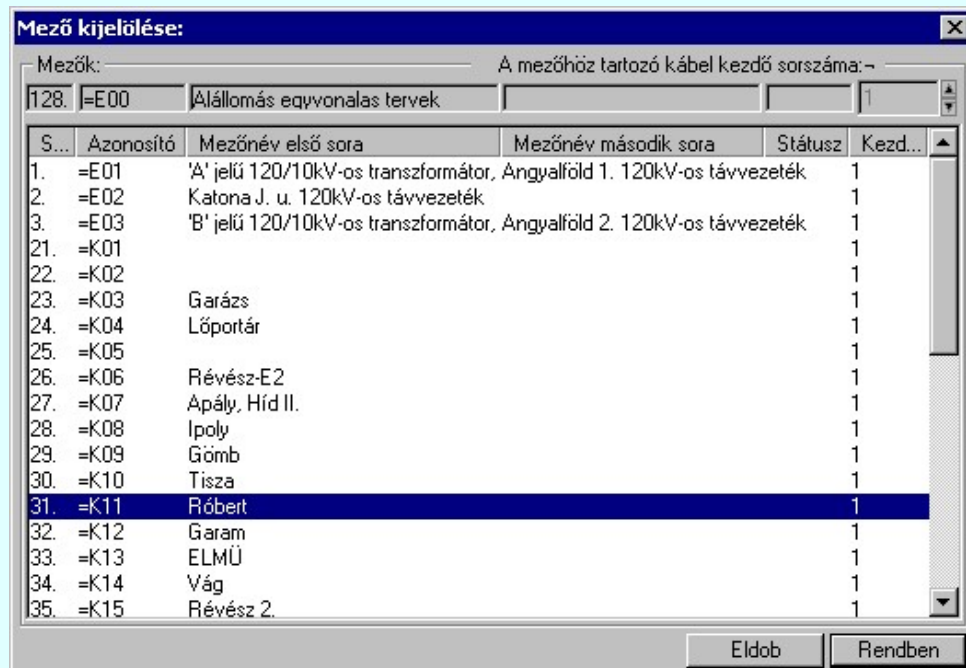 Mező kijelölése:
Mezők: A mezőhöz tartozó kábel kezdő sorszáma:¬
128. =E00 Alállomás egyvonalas tervek 1
S... Azonosító Mezőnév első sora Mezőnév második sora Státusz Kezd...
1. =E01 'A' jelű 120/10kV-os transzformátor, Angyalföld 1. 120kV-os távvezeték 1
2. =E02 Katona J. u. 120kV-os távvezeték 1
3. =E03 'B' jelű 120/10kV-os transzformátor, Angyalföld 2. 120kV-os távvezeték 1
21. =K01 1
22. =K02 1
23. =K03 Garázs 1
24. =K04 Lőportár 1
25. =K05 1
26. =K06 Révész-E2 1
27. =K07 Apály, Híd II. 1
28. =K08 Ipoly 1
29. =K09 Gömb 1
30. =K10 Tisza 1
31. =K11 Róbert 1
32. =K12 Garam 1
33. =K13 ELMÜ 1
34. =K14 Vág 1
35. =K15 Révész 2. 1
Eldob Rendben